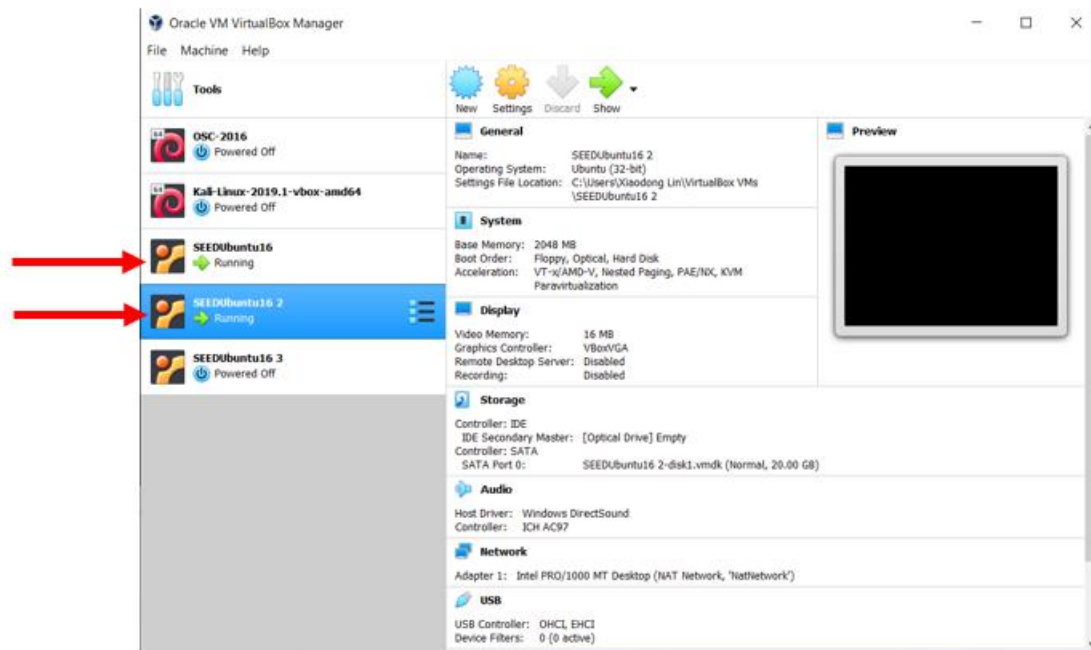 Oracle VM VirtualBox Manager
File Machine Help
Tools
New Settings Discard Show
64
OSC-2016
Powered Off
64
Kali-Linux-2019.1-vbox-amd64
Powered Off
SEEDUbuntu16
Running
SEEDUbuntu16 2
Running
SEEDUbuntu16 3
Powered Off
General
Name: SEEDUbuntu16 2
Operating System: Ubuntu (32-bit)
Settings File Location: C:\Users\Xiaodong Lin\VirtualBox VMs
\SEEDUbuntu16 2
System
Base Memory: 2048 MB
Boot Order: Floppy, Optical, Hard Disk
Acceleration: VT-x/AMD-V, Nested Paging, PAE/NX, KVM
Paravirtualization
Display
Video Memory: 16 MB
Graphics Controller: VBoxVGA
Remote Desktop Server: Disabled
Recording: Disabled
Storage
Controller: IDE
IDE Secondary Master: [Optical Drive] Empty
Controller: SATA
SATA Port 0: SEEDUbuntu16 2-disk1.vmdk (Normal, 20.00 GB)
Audio
Host Driver: Windows DirectSound
Controller: ICH AC97
Network
Adapter 1: Intel PRO/1000 MT Desktop (NAT Network, 'NatNetwork')
USB
USB Controller: OHCI, EHCI
Device Filters: 0 (0 active)
Preview